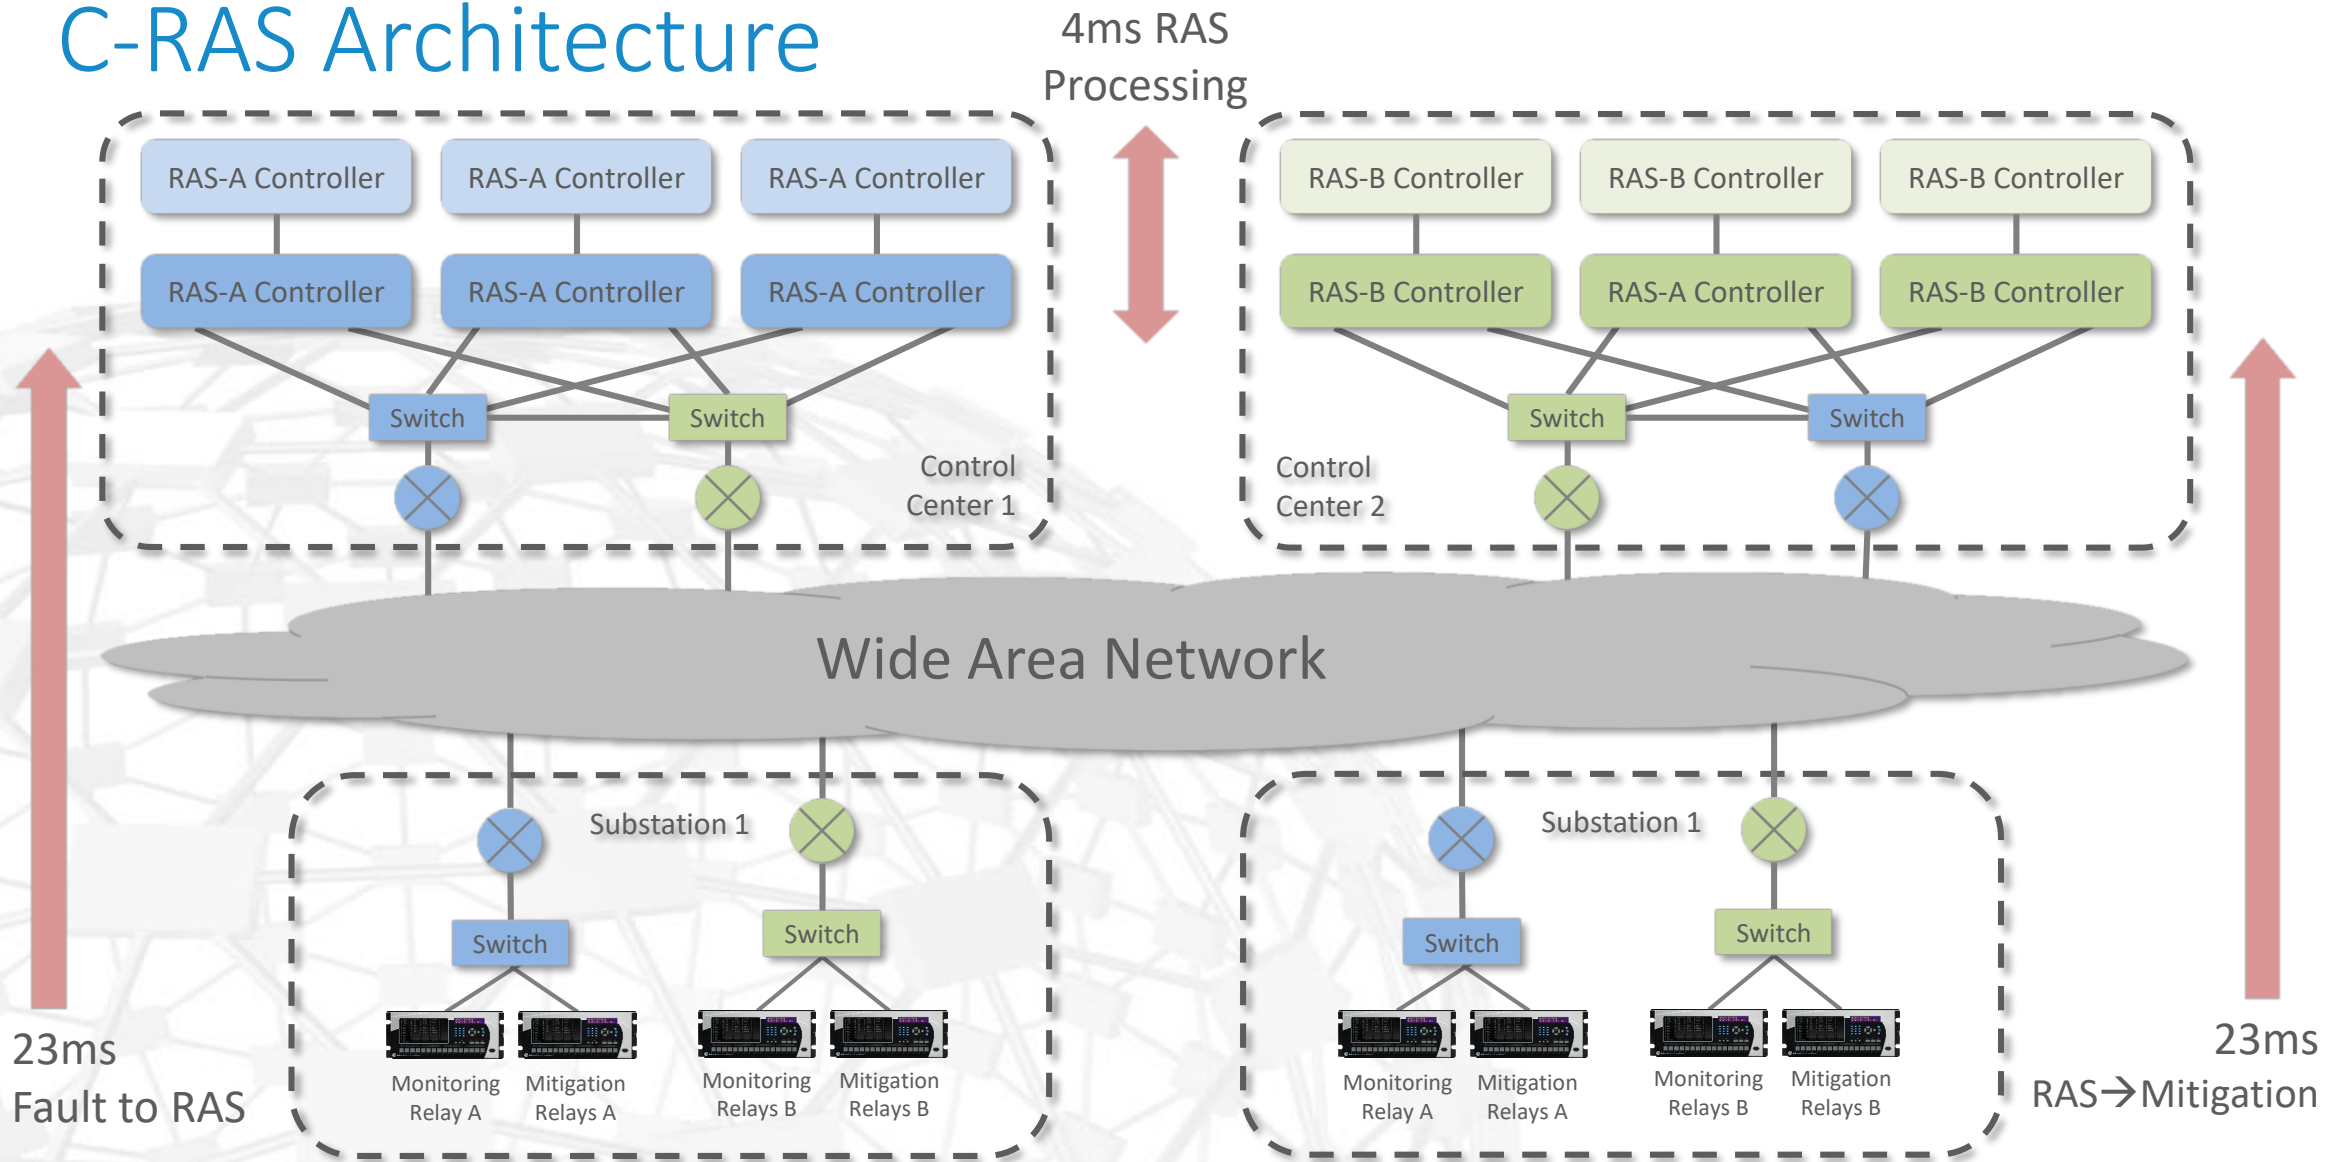 C-RAS Architecture
4ms RAS
Processing
RAS-A Controller
RAS-A Controller
RAS-A Controller
RAS-A Controller
RAS-A Controller
RAS-A Controller
Switch
Switch
Control
Center 1
RAS-B Controller
RAS-B Controller
RAS-B Controller
RAS-B Controller
RAS-A Controller
RAS-B Controller
Switch
Switch
Control
Center 2
Wide Area Network
Substation 1
Switch
Switch
Monitoring
Relay A
Mitigation
Relays A
Monitoring
Relays B
Mitigation
Relays B
Substation 1
Switch
Switch
Monitoring
Relay A
Mitigation
Relays A
Monitoring
Relays B
Mitigation
Relays B
23ms
Fault to RAS
23ms
RAS→Mitigation